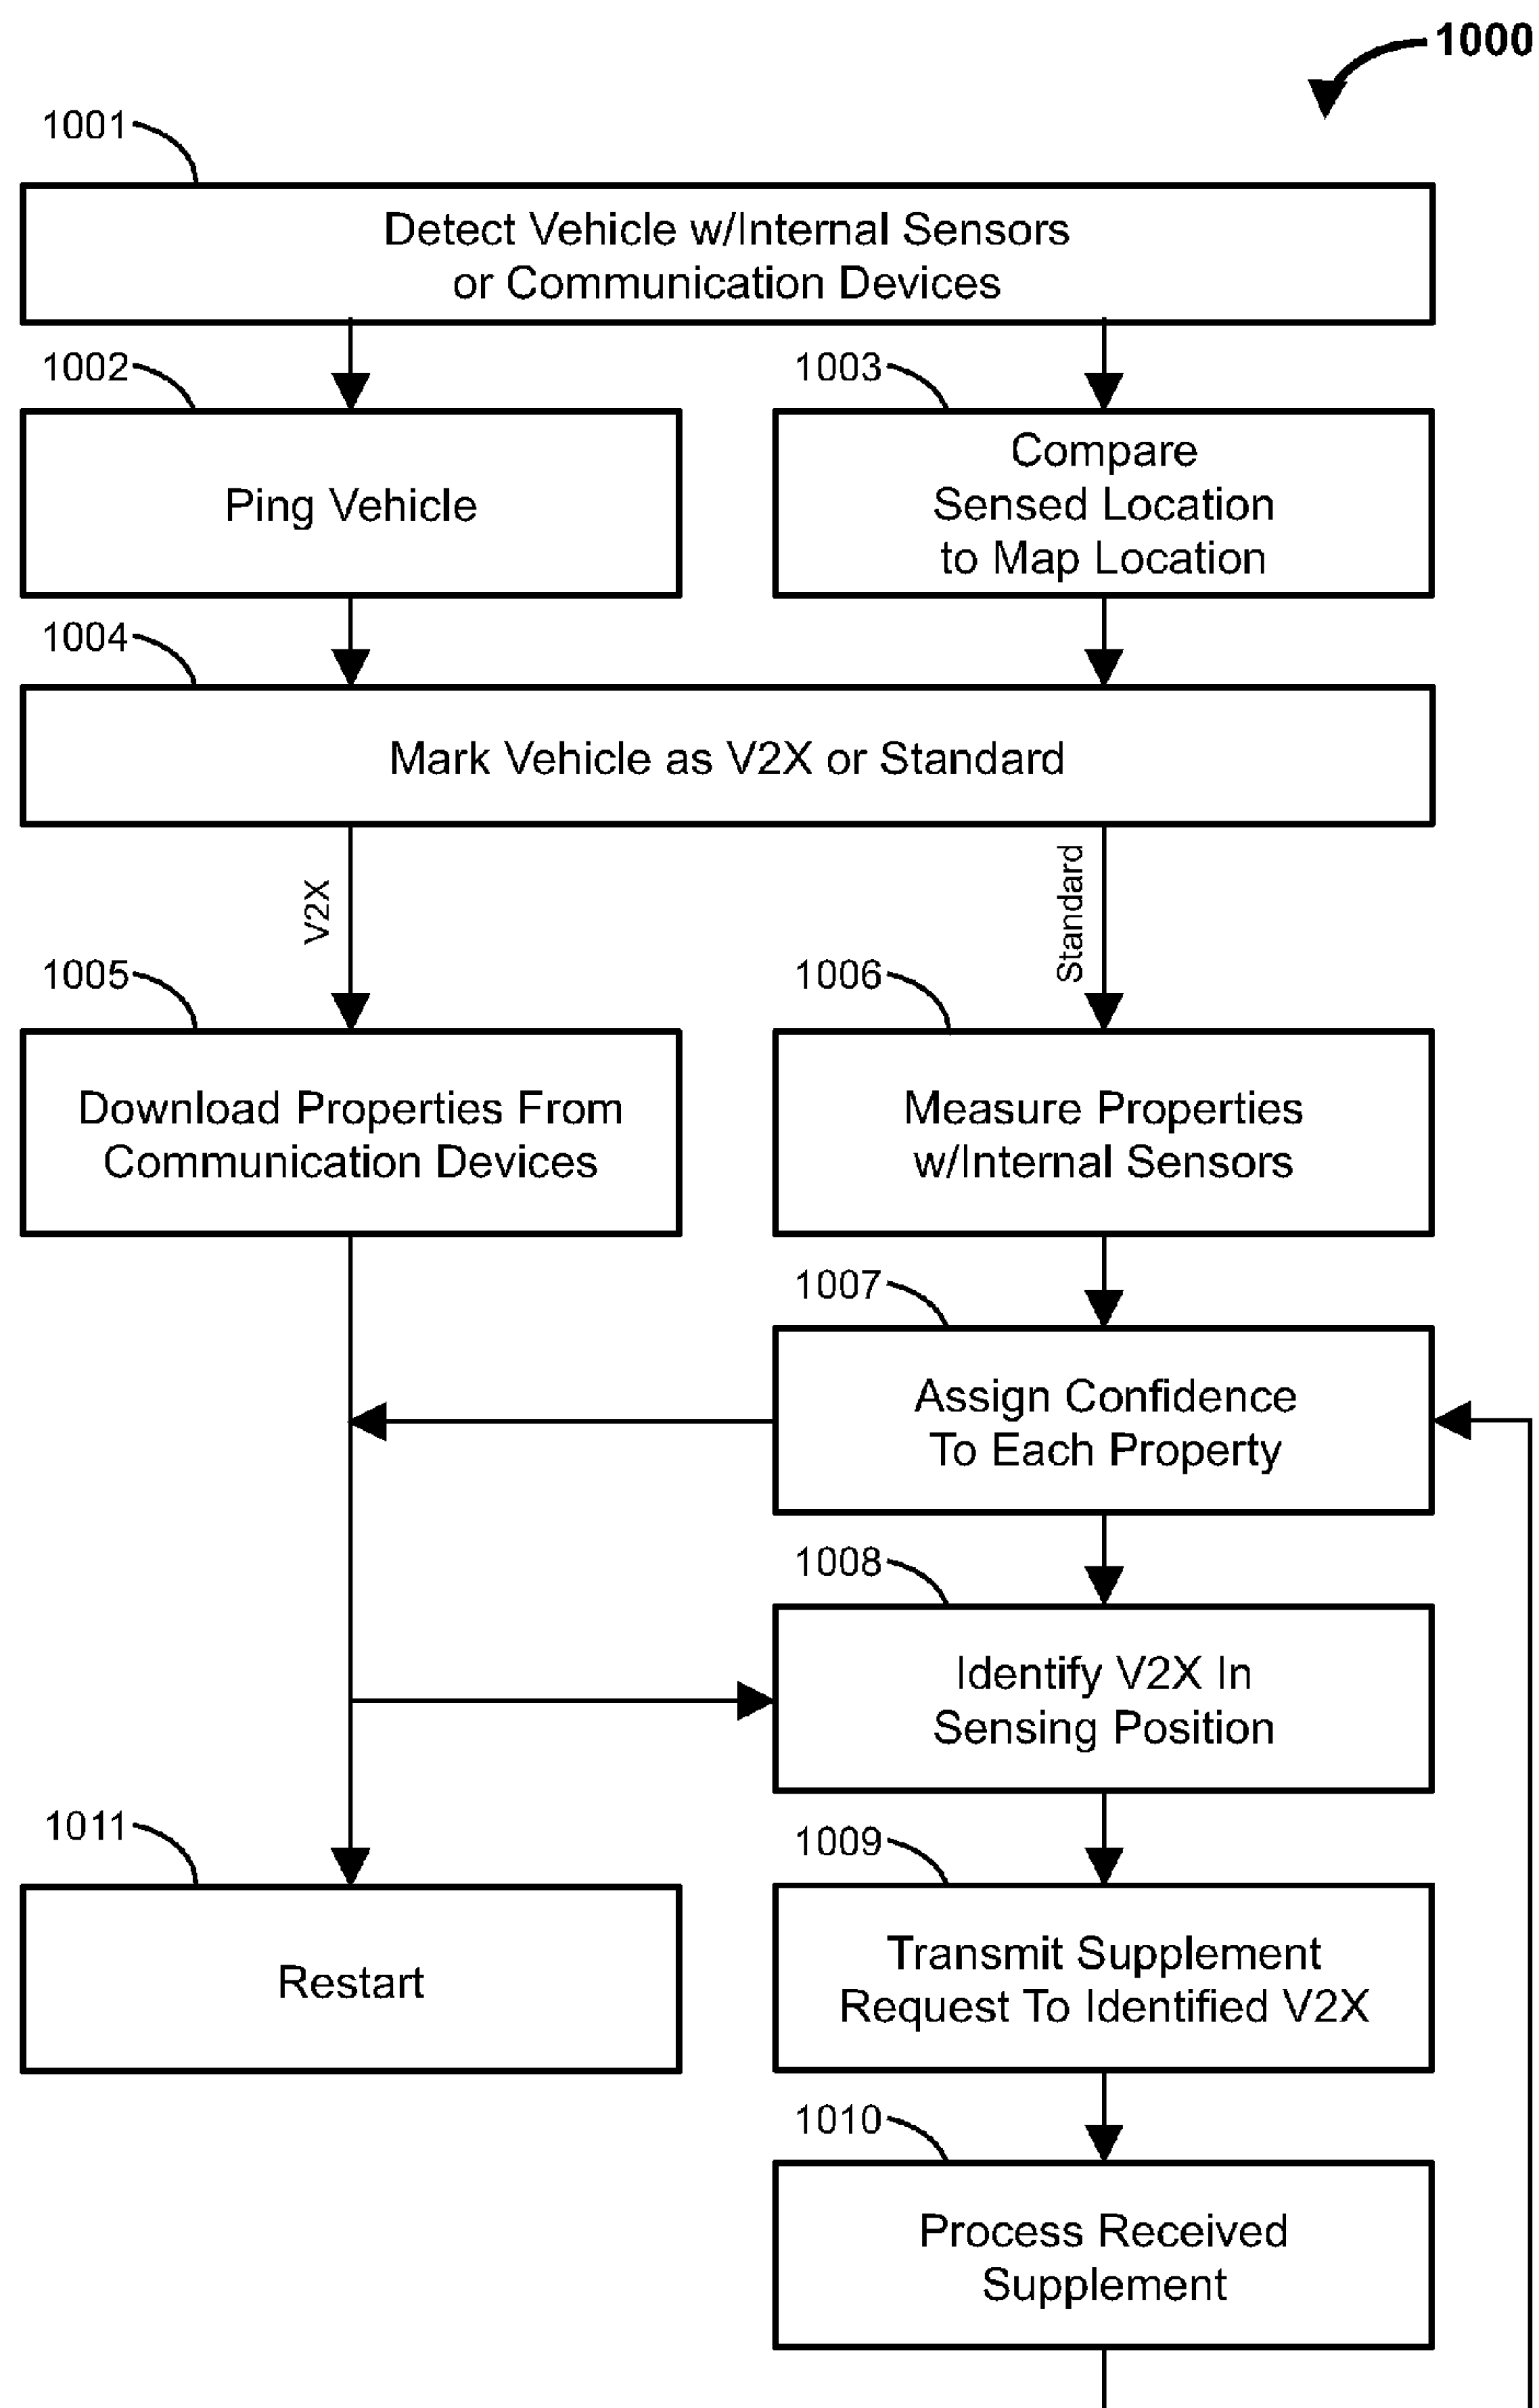 1000
1001
Detect Vehicle w/Internal Sensors
or Communication Devices
1002
1003
Ping Vehicle
Compare
Sensed Location
to Map Location
1004
Mark Vehicle as V2X or Standard
V2X
Standard
1005
1006
Download Properties From
Communication Devices
Measure Properties
w/Internal Sensors
1007
Assign Confidence
To Each Property
1008
Identify V2X In
Sensing Position
1011
1009
Restart
Transmit Supplement
Request To Identified V2X
1010
Process Received
Supplement